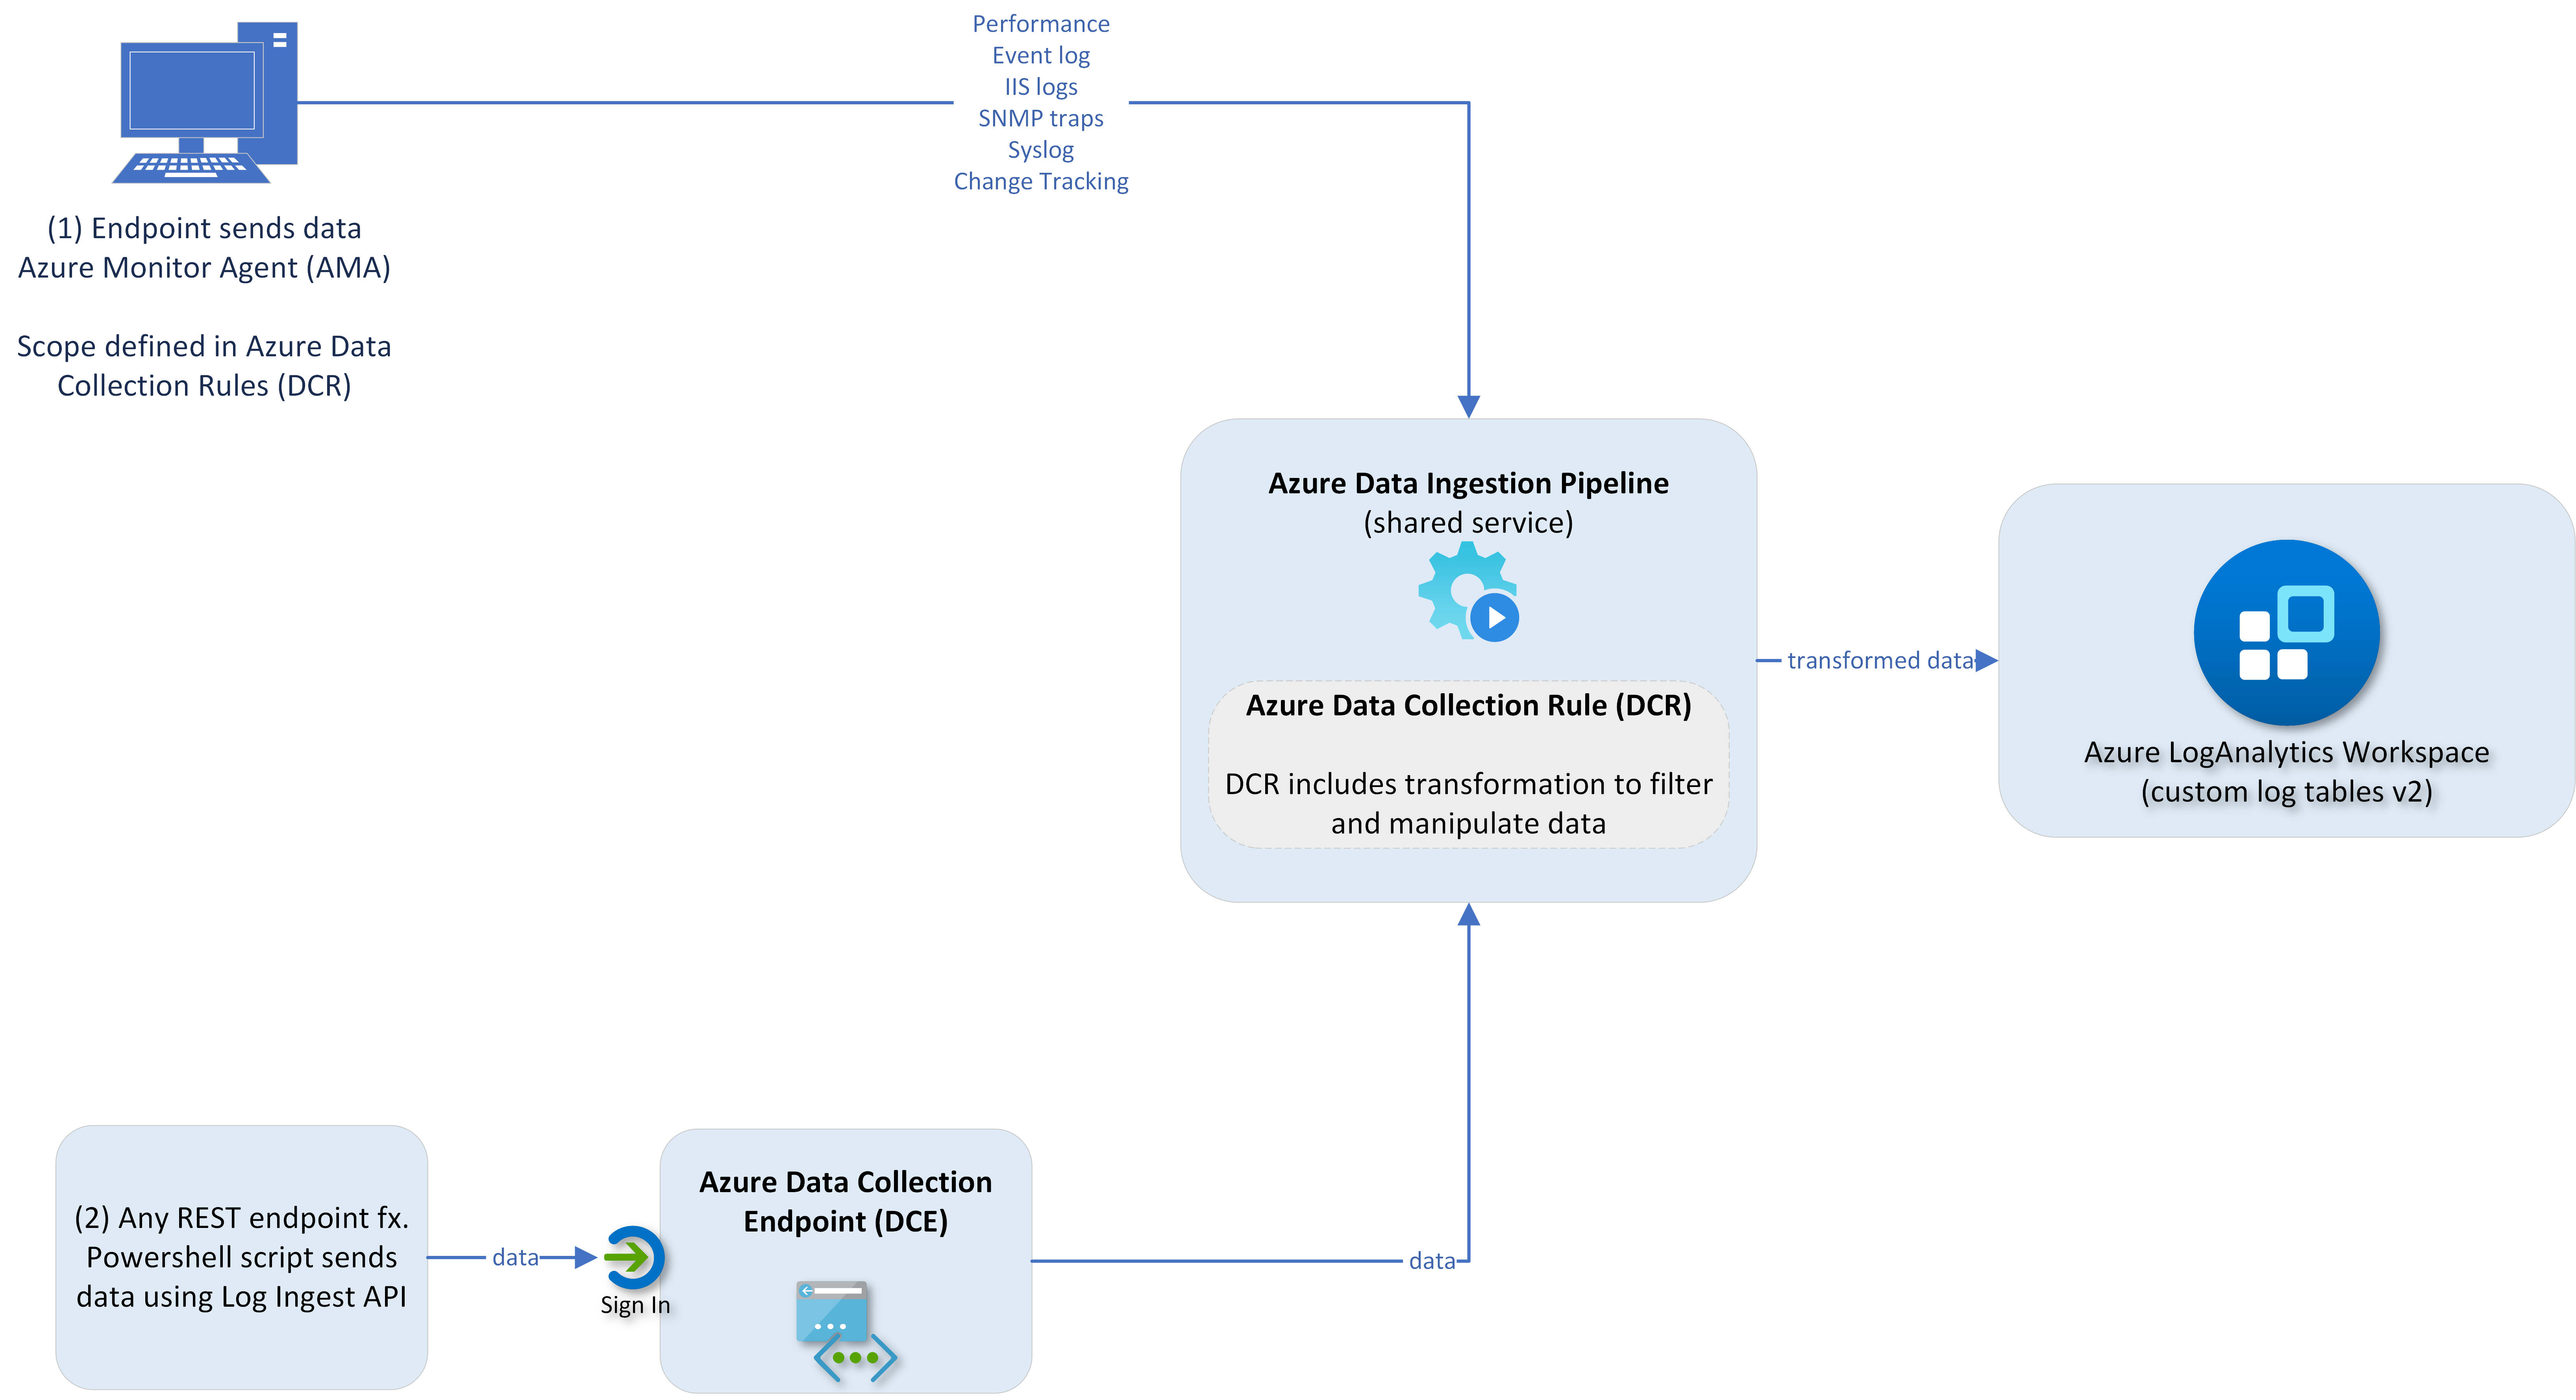 Performance
Event log
IIS logs
SNMP traps
Syslog
Change Tracking
(1) Endpoint sends data
Azure Monitor Agent (AMA)
Scope defined in Azure Data
Collection Rules (DCR)
Azure Data Ingestion Pipeline
(shared service)
Azure Data Collection Rule (DCR)
DCR includes transformation to filter
and manipulate data
transformed data
Azure LogAnalytics Workspace
(custom log tables v2)
(2) Any REST endpoint fx.
Powershell script sends
data using Log Ingest API
data
Sign In
Azure Data Collection
Endpoint (DCE)
data